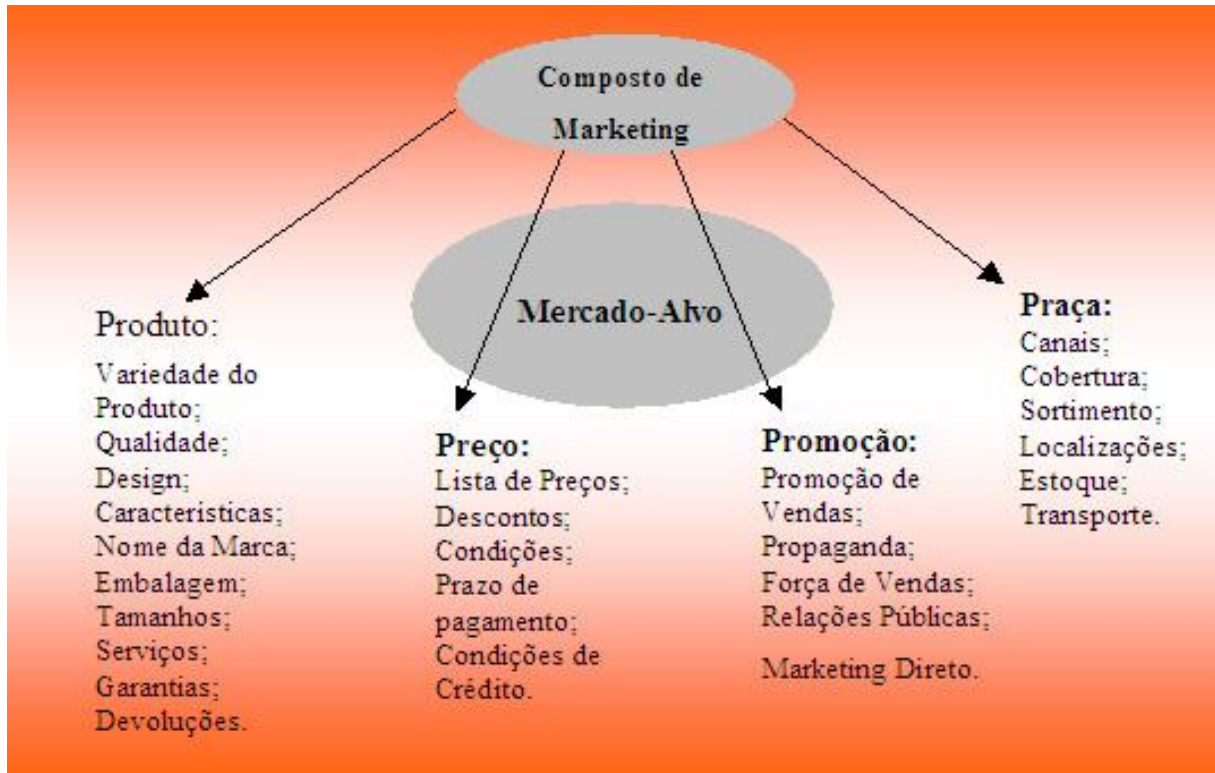 Composto de
Marketing
Mercado-Alvo
Produto:
Variedade do
Produto;
Qualidade;
Design;
Caracteristicas;
Nome da Marca;
Embalagem;
Tamanhos;
Serviços;
Garantias;
Devoluções.
Preço:
Lista de Preços;
Descontos;
Condições;
Prazo de
pagamento;
Condições de
Crédito.
Promoção:
Promoção de
Vendas;
Propaganda;
Força de Vendas;
Relações Públicas;
Marketing Direto.
Praça:
Canais;
Cobertura;
Sortimento;
Localizações;
Estoque;
Transporte.